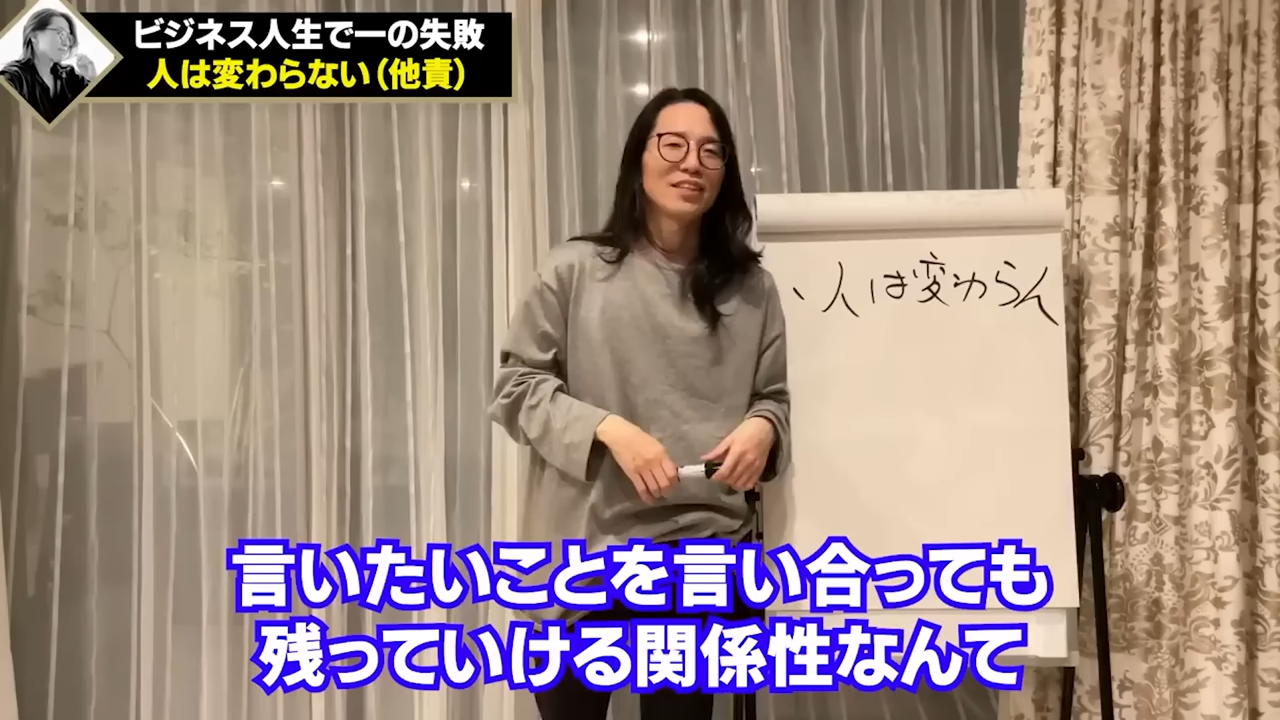 ビジネス人生で一の失敗
人は変わらない（他責）
、人は変わらん
言いたいことを言い合っても
残っていける関係性なんて